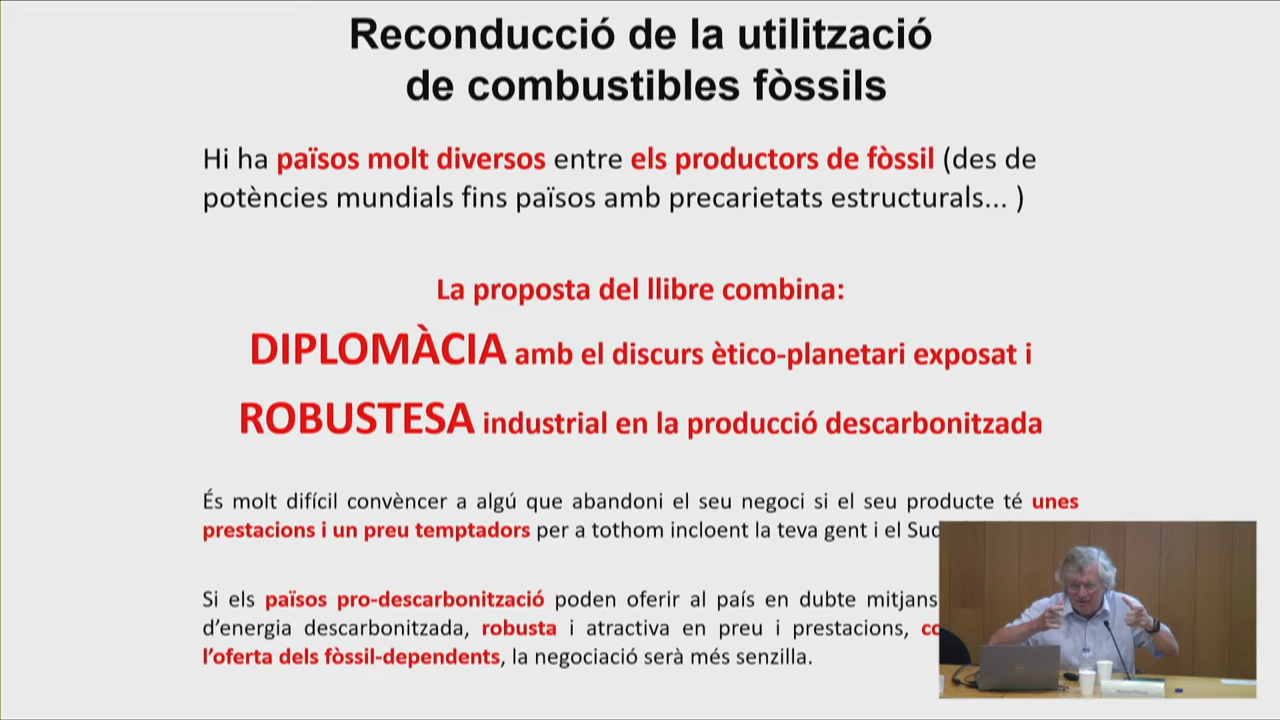 Reconducció de la utilització
de combustibles fòssils
Hi ha països molt diversos entre els productors de fòssil (des de
potències mundials fins països amb precarietats estructurals... )
La proposta del llibre combina:
DIPLOMÀCIA amb el discurs ètico-planetari exposat i
ROBUSTESA industrial en la producció descarbonitzada
És molt difícil convèncer a algú que abandoni el seu negoci si el seu producte té unes
prestacions i un preu temptadors per a tothom incloent la teva gent i el Sud
Si els països pro-descarbonització poden oferir al país en dubte mitjans
d’energia descarbonitzada, robusta i atractiva en preu i prestacions,
l’oferta dels fòssil-dependents, la negociació serà més senzilla.